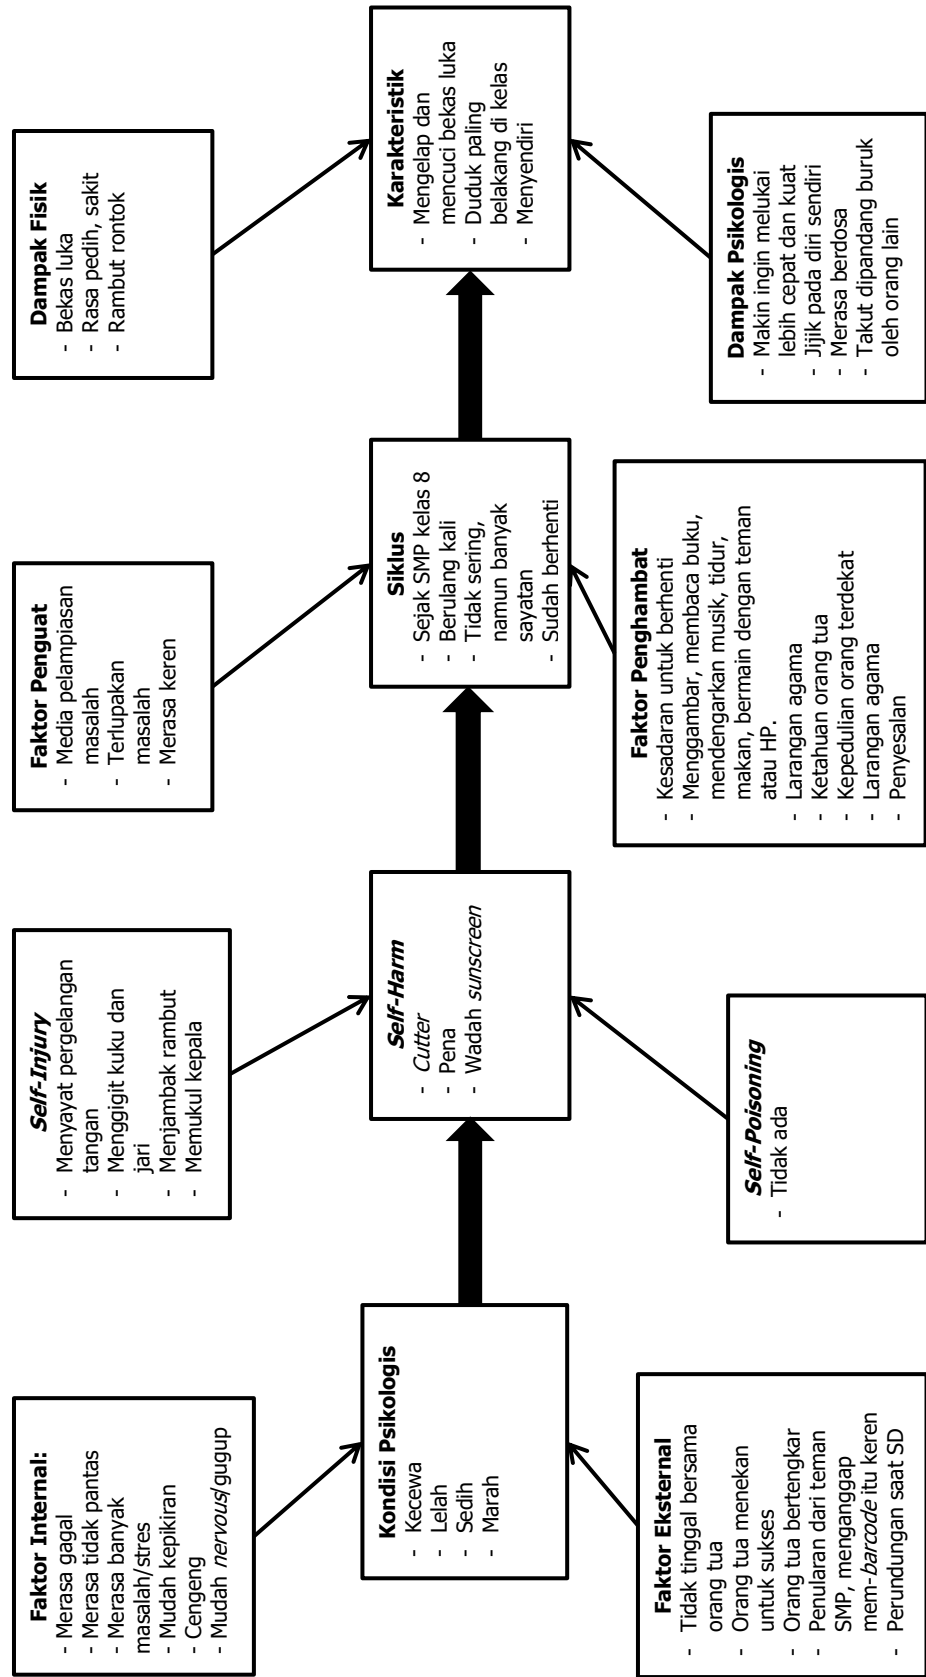 Faktor Internal:
- Merasa gagal
- Merasa tidak pantas
- Merasa banyak
masalah/stres
- Mudah kepikiran
- Cengeng
- Mudah nervous/gugup
Self-Injury
- Menyayat pergelangan
tangan
- Menggigit kuku dan
jari
- Menjambak rambut
- Memukul kepala
Faktor Penguat
- Media pelampiasan
masalah
- Terlupakan
masalah
- Merasa keren
Dampak Fisik
- Bekas luka
- Rasa pedih, sakit
- Rambut rontok
Kondisi Psikologis
- Kecewa
- Lelah
- Sedih
- Marah
Self-Harm
- Cutter
- Pena
- Wadah sunscreen
Siklus
- Sejak SMP kelas 8
- Berulang kali
- Tidak sering,
namun banyak
sayatan
- Sudah berhenti
Karakteristik
- Mengelap dan
mencuci bekas luka
- Duduk paling
belakang di kelas
- Menyendiri
Faktor Eksternal
- Tidak tinggal bersama
orang tua
- Orang tua menekan
untuk sukses
- Orang tua bertengkar
- Penularan dari teman
SMP, menganggap
mem-barcode itu keren
- Perundungan saat SD
Self-Poisoning
- Tidak ada
Faktor Penghambat
- Kesadaran untuk berhenti
- Menggambar, membaca buku,
mendengarkan musik, tidur,
makan, bermain dengan teman
atau HP.
- Larangan agama
- Ketahuan orang tua
- Kepedulian orang terdekat
- Larangan agama
- Penyesalan
Dampak Psikologis
- Makin ingin melukai
lebih cepat dan kuat
- Jijik pada diri sendiri
- Merasa berdosa
- Takut dipandang buruk
oleh orang lain